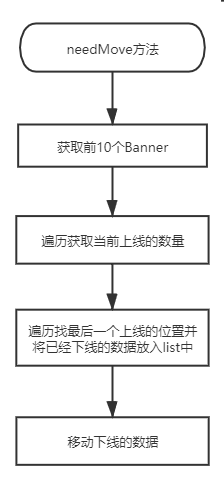 needMove方法
获取前10个Banner
遍历获取当前上线的数量
遍历找最后一个上线的位置并
将已经下线的数据放入list中
移动下线的数据